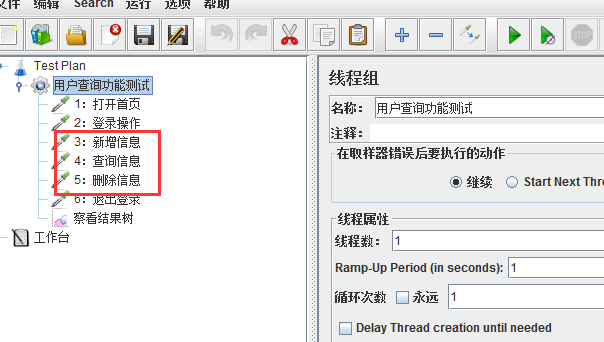 文件 编辑 Search 运行 选项 帮助
Test Plan
用户查询功能测试
1：打开首页
2：登录操作
3：新增信息
4：查询信息
5：删除信息
6：退出登录
察看结果树
工作台
线程组
名称： 用户查询功能测试
注释：
在取样器错误后要执行的动作
继续 Start Next Thre
线程属性
线程数： 1
Ramp-Up Period (in seconds): 1
循环次数 永远 1
Delay Thread creation until needed